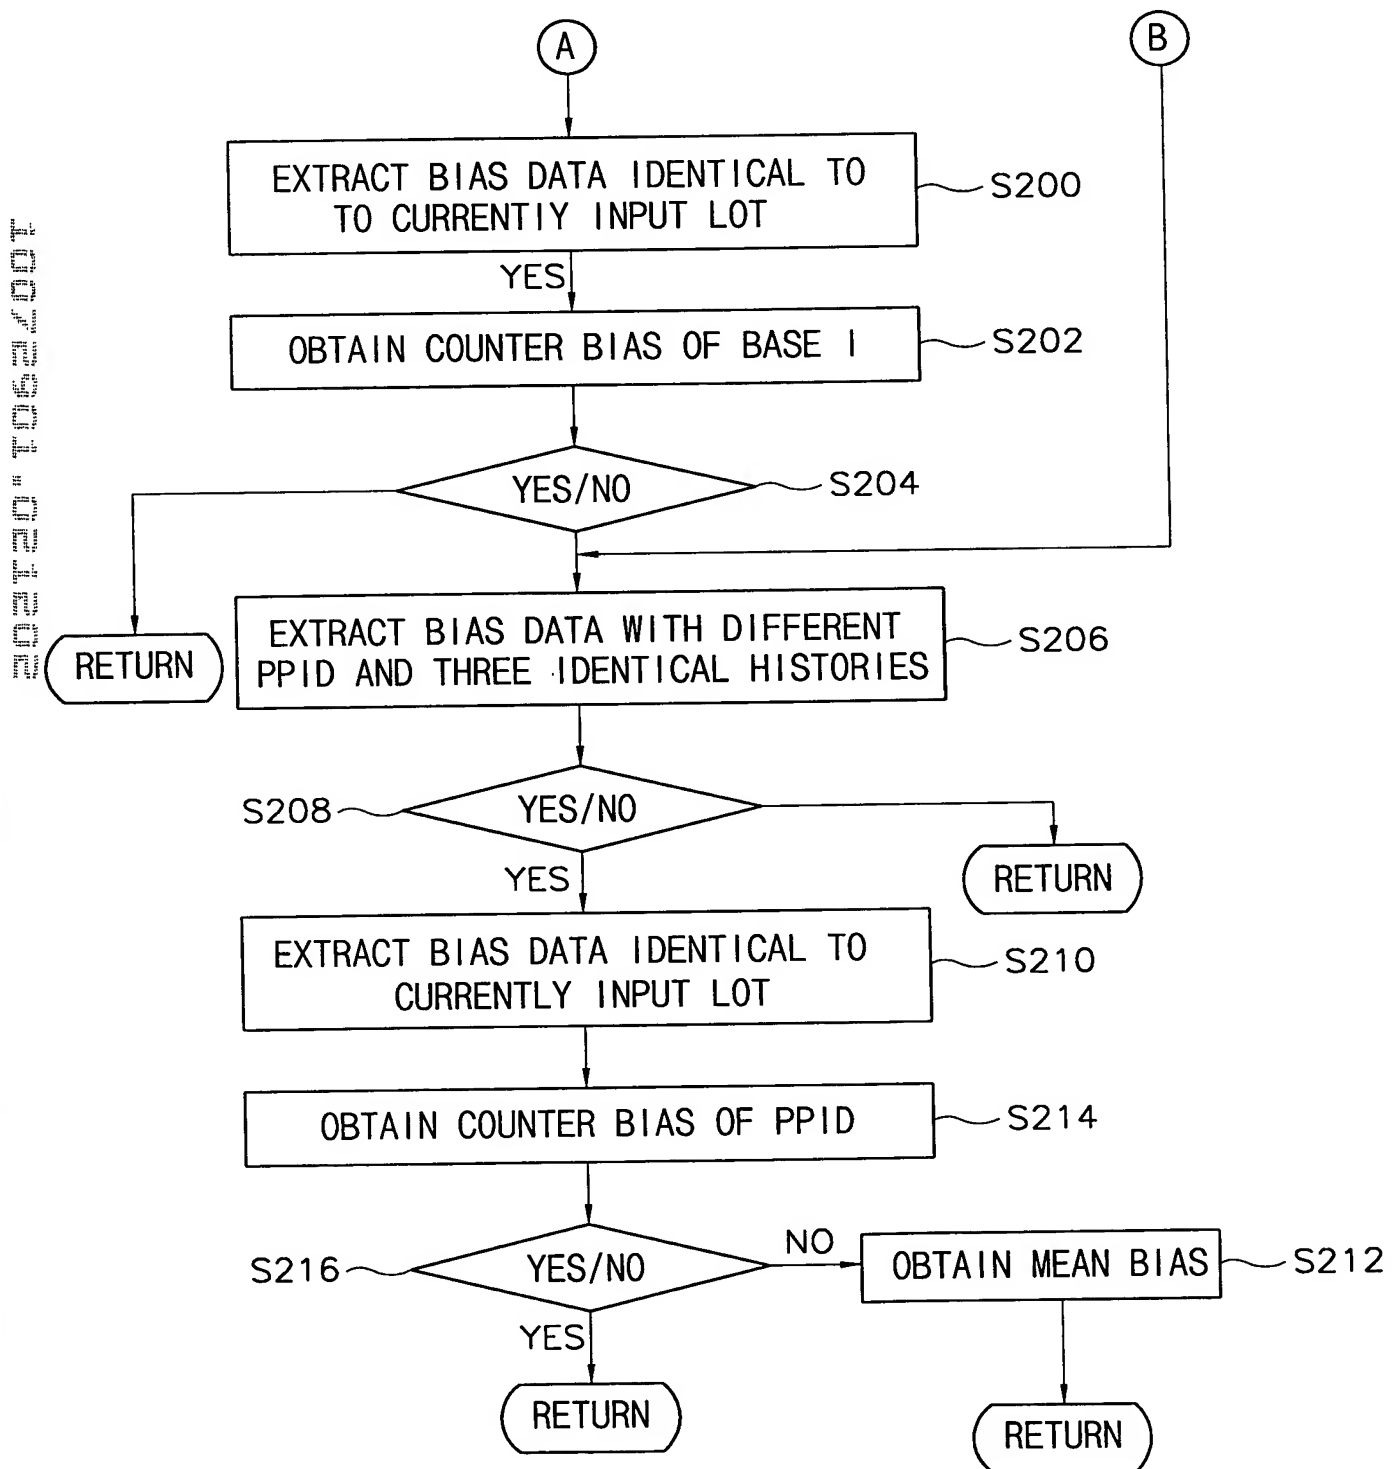 A
B
EXTRACT BIAS DATA IDENTICAL TO
TO CURRENTIY INPUT LOT
S200
YES
OBTAIN COUNTER BIAS OF BASE I
S202
YES/NO
S204
RETURN
EXTRACT BIAS DATA WITH DIFFERENT
PPID AND THREE IDENTICAL HISTORIES
S206
S208
YES/NO
RETURN
YES
EXTRACT BIAS DATA IDENTICAL TO
CURRENTLY INPUT LOT
S210
OBTAIN COUNTER BIAS OF PPID
S214
S216
YES/NO
NO
OBTAIN MEAN BIAS
S212
YES
RETURN
RETURN
10072601.021202